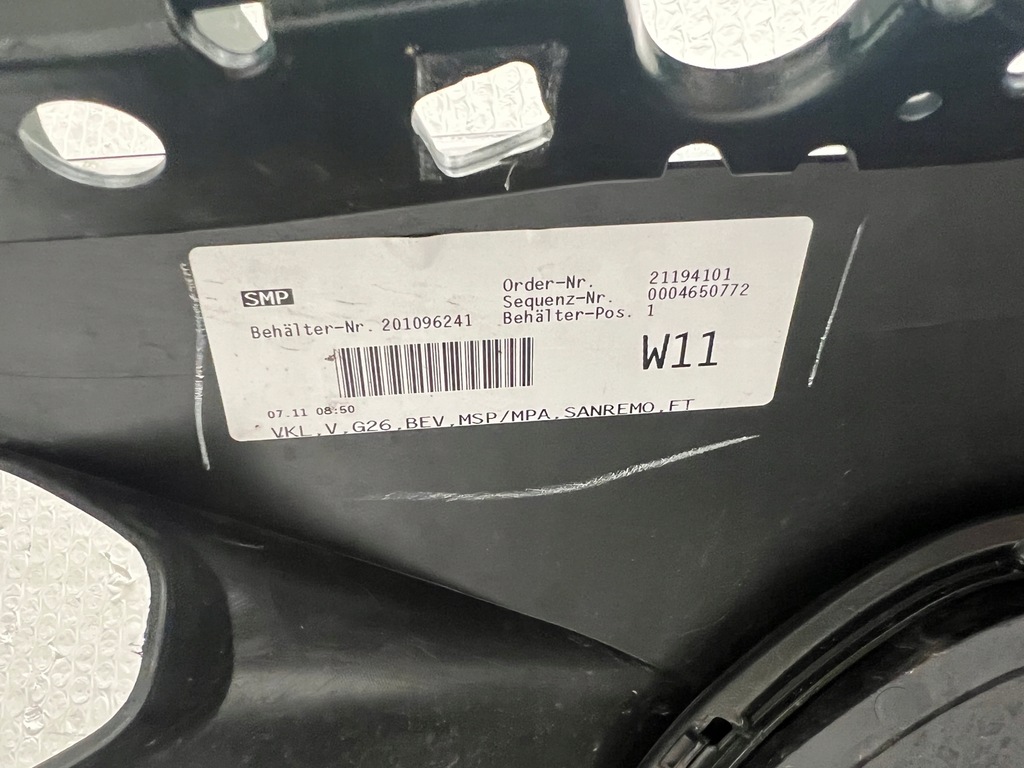 SMP
Behälter-Nr. 201096241
Order-Nr. 21194101
Sequenz-Nr. 0004650772
Behälter-Pos. 1
W11
07.11 08:50
VKL,V,G26,BEV,MSP/MPA,SANREMO,FT